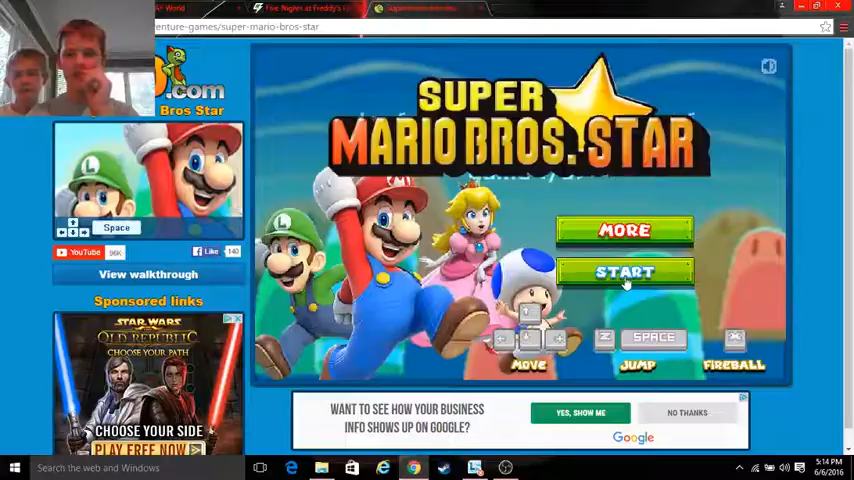 Five Nights at Freddy's
enture-games/super-mario-bros-star
.com
Bros Star
Space
YouTube 96K
Like 140
View walkthrough
Sponsored links
STAR WARS
THE OLD REPUBLIC
CHOOSE YOUR PATH
CHOOSE YOUR SIDE
PLAY FREE NOW
SUPER
MARIO BROS. STAR
MORE
START
Z
SPACE
X
MOVE
JUMP
FIREBALL
WANT TO SEE HOW YOUR BUSINESS
INFO SHOWS UP ON GOOGLE?
YES, SHOW ME
NO THANKS
Google
Search the web and Windows
5:14 PM
6/6/2016